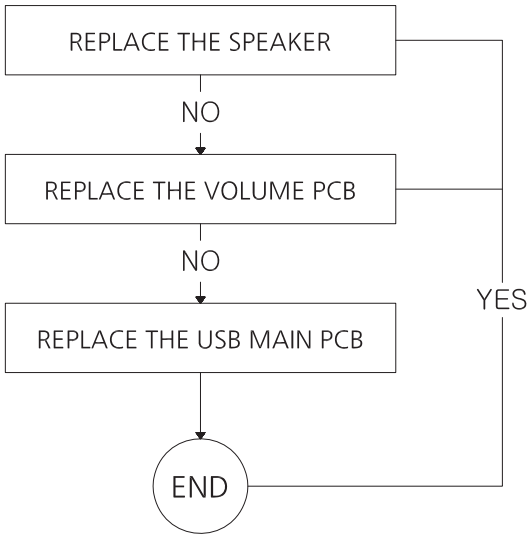 REPLACE THE SPEAKER
NO
REPLACE THE VOLUME PCB
NO
YES
REPLACE THE USB MAIN PCB
END